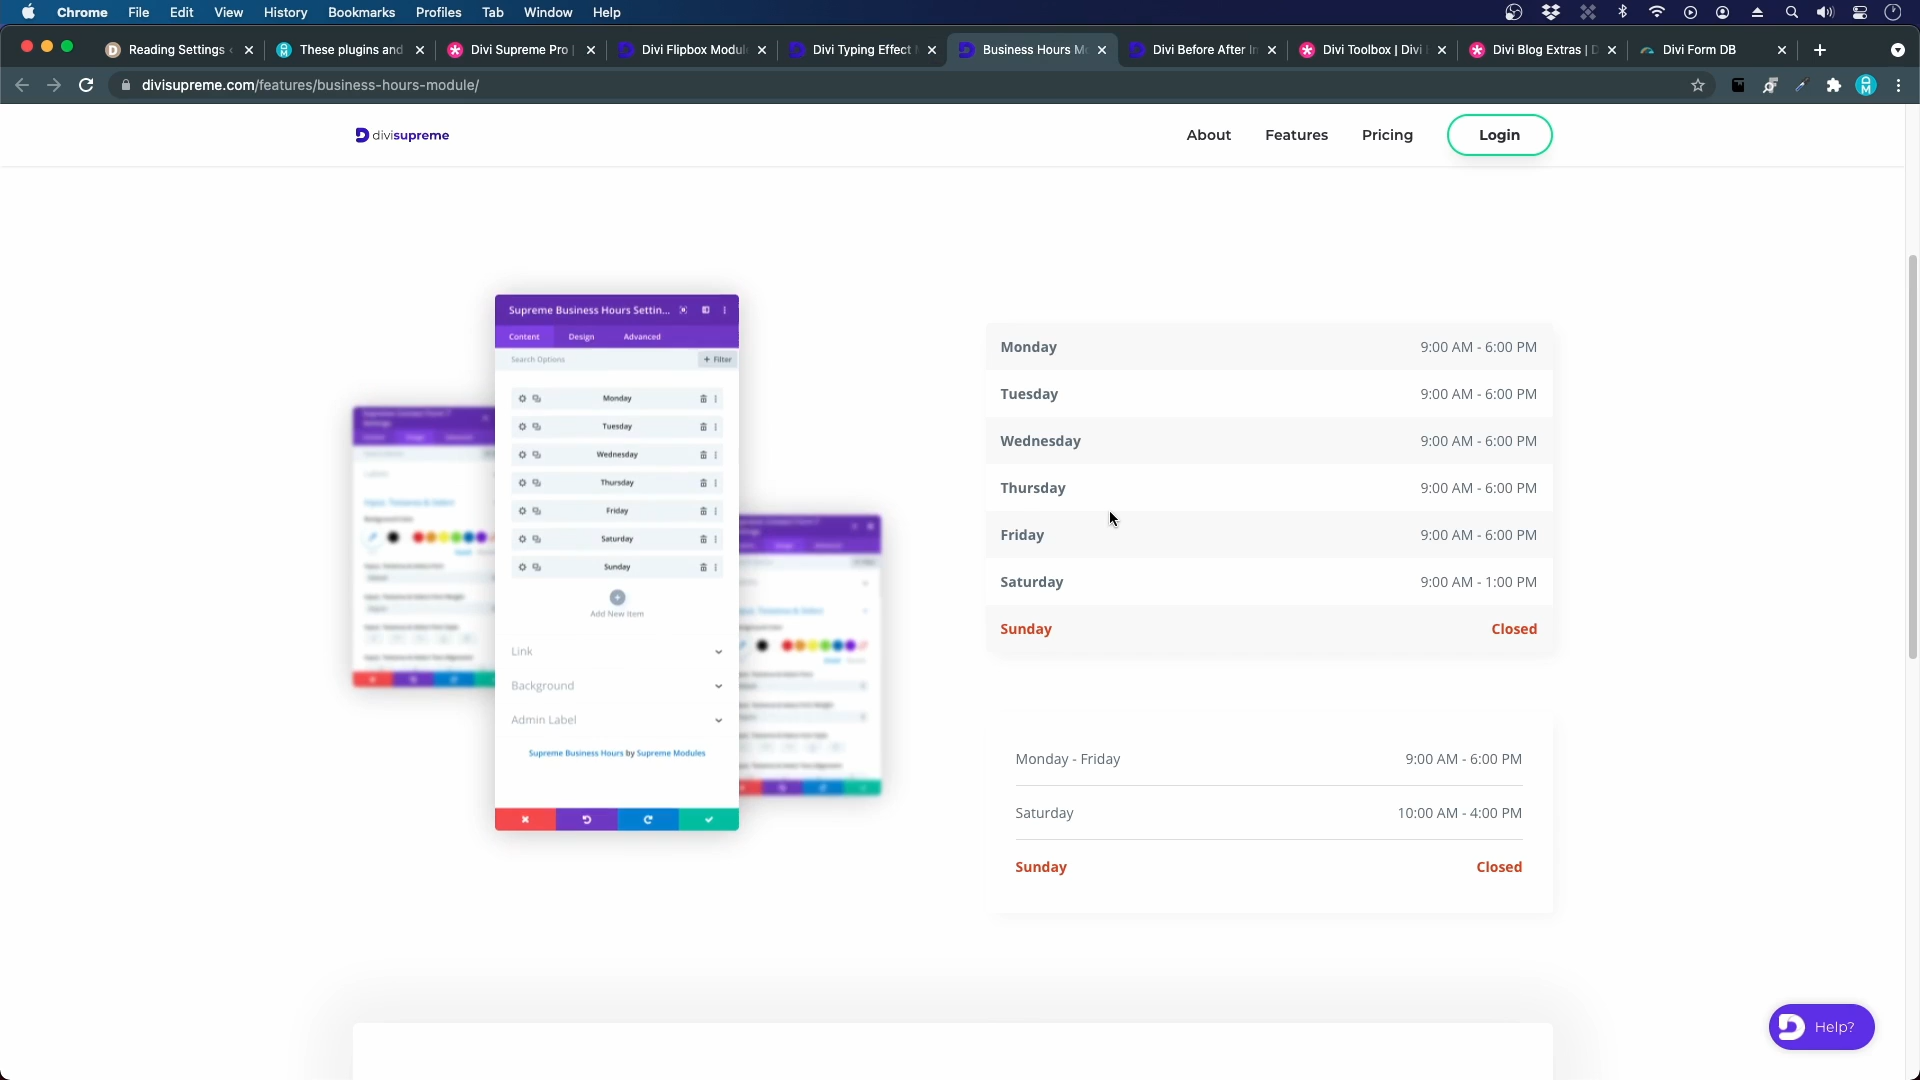 Chrome File Edit View History Bookmarks Profiles Tab Window Help
Reading Settings
These plugins and
Divi Supreme Pro |
Divi Flipbox Modul
Divi Typing Effect
Business Hours M
Divi Before After I
Divi Toolbox | Divi
Divi Blog Extras |
Divi Form DB
divisupreme.com/features/business-hours-module/
divisupreme
About Features Pricing Login
Supreme Business Hours Settin...
Content Design Advanced
Search Options + Filter
Monday
Tuesday
Wednesday
Thursday
Friday
Saturday
Sunday
Add New Item
Link
Background
Admin Label
Supreme Business Hours by Supreme Modules
Monday 9:00 AM - 6:00 PM
Tuesday 9:00 AM - 6:00 PM
Wednesday 9:00 AM - 6:00 PM
Thursday 9:00 AM - 6:00 PM
Friday 9:00 AM - 6:00 PM
Saturday 9:00 AM - 1:00 PM
Sunday Closed
Monday - Friday 9:00 AM - 6:00 PM
Saturday 10:00 AM - 4:00 PM
Sunday Closed
Help?